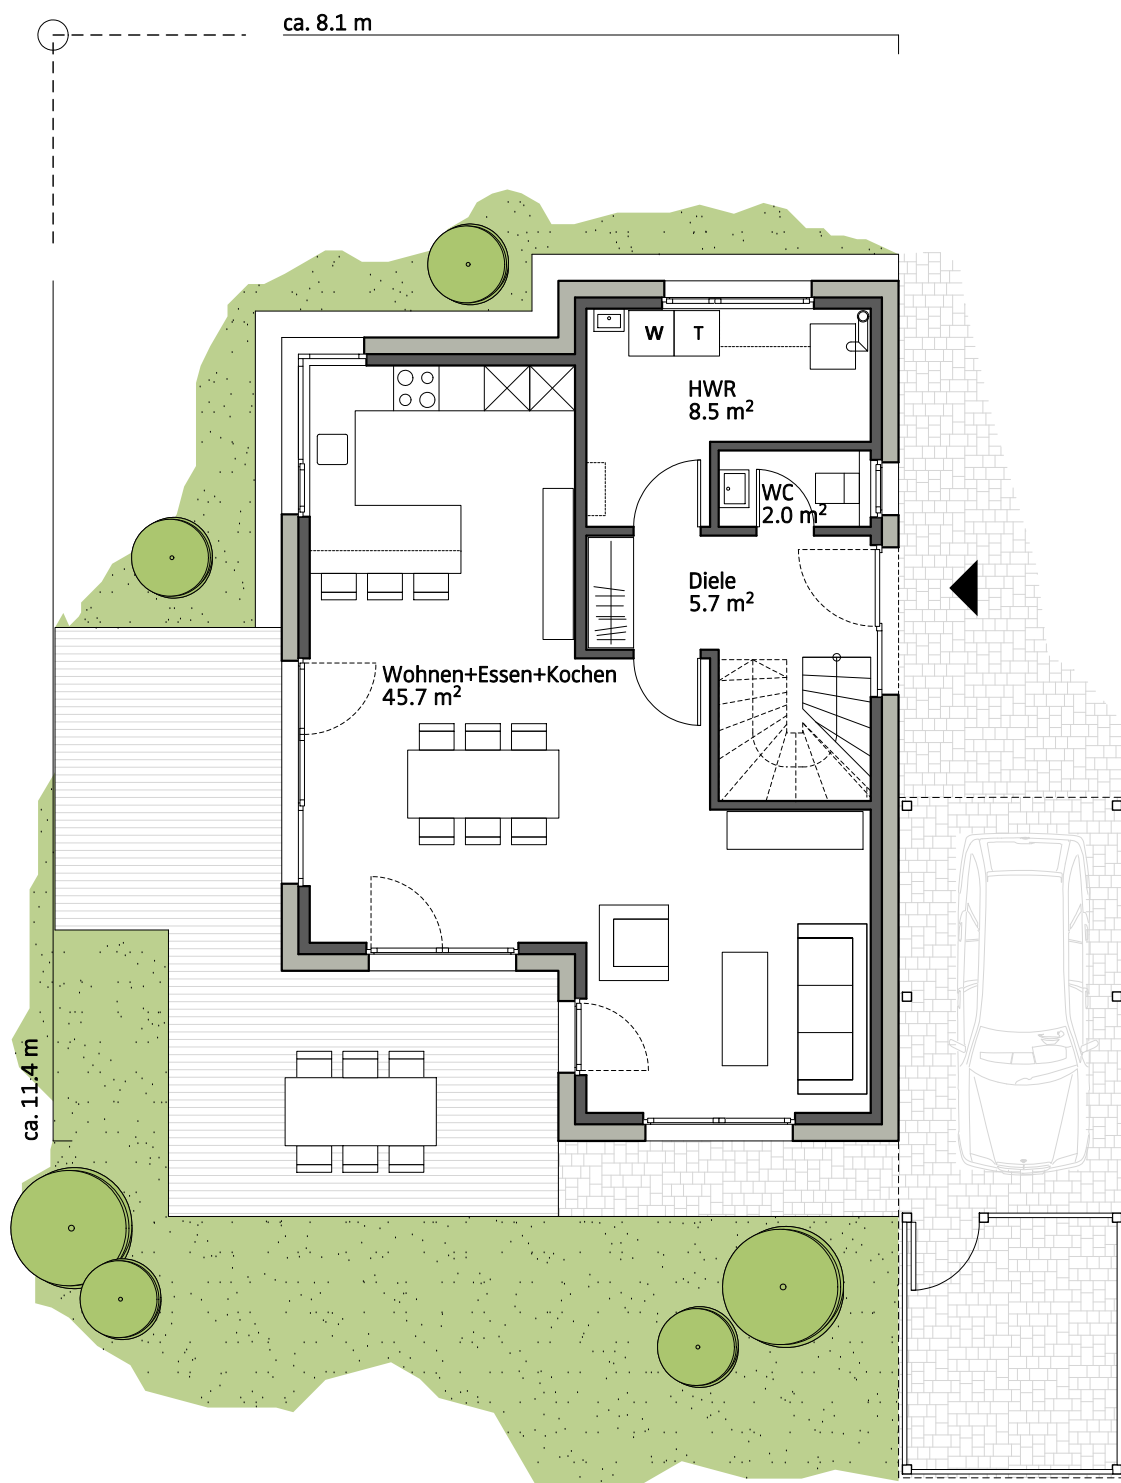 ca. 8.1 m
W T
HWR
8.5 m²
WC
2.0 m²
Diele
5.7 m²
Wohnen+Essen+Kochen
45.7 m²
ca. 11.4 m